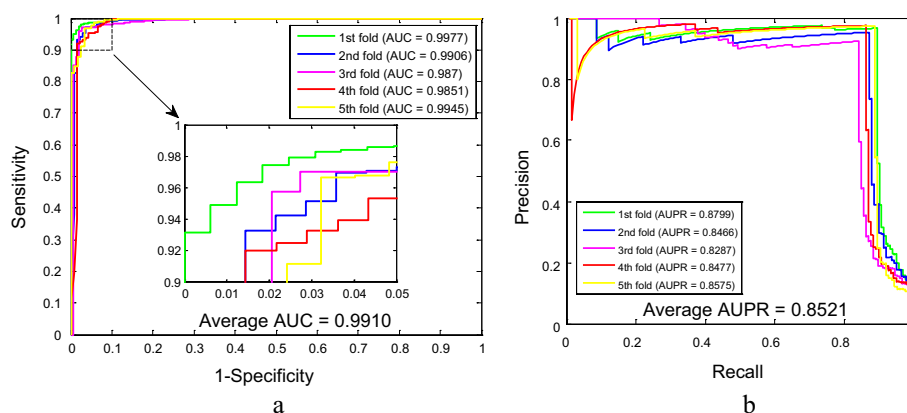 1
0.9
0.8
0.7
0.6
0.5
0.4
0.3
0.2
0.1
0
Sensitivity
1st fold (AUC = 0.9977)
2nd fold (AUC = 0.9906)
3rd fold (AUC = 0.987)
4th fold (AUC = 0.9851)
5th fold (AUC = 0.9945)
1
0.98
0.96
0.94
0.92
0.9
0 0.01 0.02 0.03 0.04 0.05
Average AUC = 0.9910
0 0.1 0.2 0.3 0.4 0.5 0.6 0.7 0.8 0.9 1
1-Specificity
a
1
0.8
0.6
0.4
0.2
0
Precision
1st fold (AUPR = 0.8799)
2nd fold (AUPR = 0.8466)
3rd fold (AUPR = 0.8287)
4th fold (AUPR = 0.8477)
5th fold (AUPR = 0.8575)
Average AUPR = 0.8521
0 0.2 0.4 0.6 0.8
Recall
b